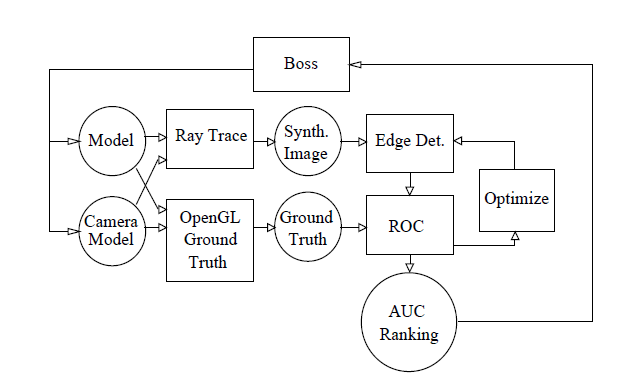 Boss
Model
Ray Trace
Synth.
Image
Edge Det.
Optimize
Camera
Model
OpenGL
Ground
Truth
Ground
Truth
ROC
AUC
Ranking